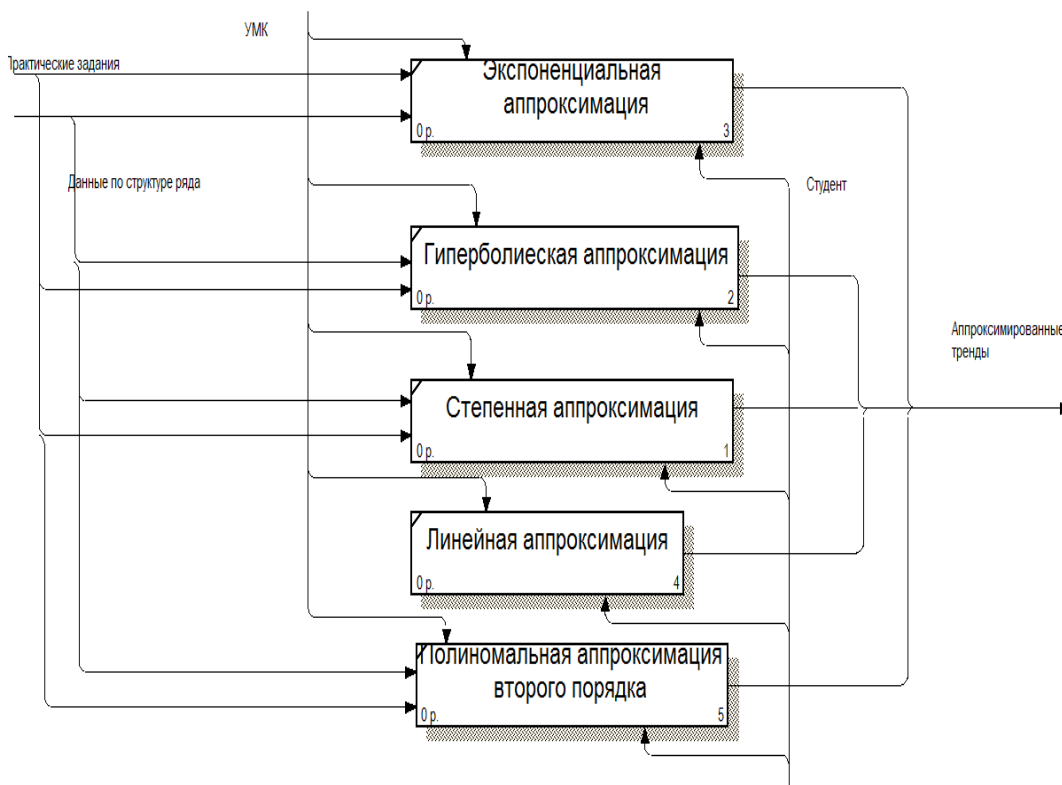 УМК
Практические задания
Экспоненциальная
аппроксимация
0 р.
3
Данные по структуре ряда
Студент
Гиперболиеская аппроксимация
0 р.
2
Аппроксимированные
тренды
Степенная аппроксимация
0 р.
1
Линейная аппроксимация
0 р.
4
Полиномальная аппроксимация
второго порядка
0 р.
5